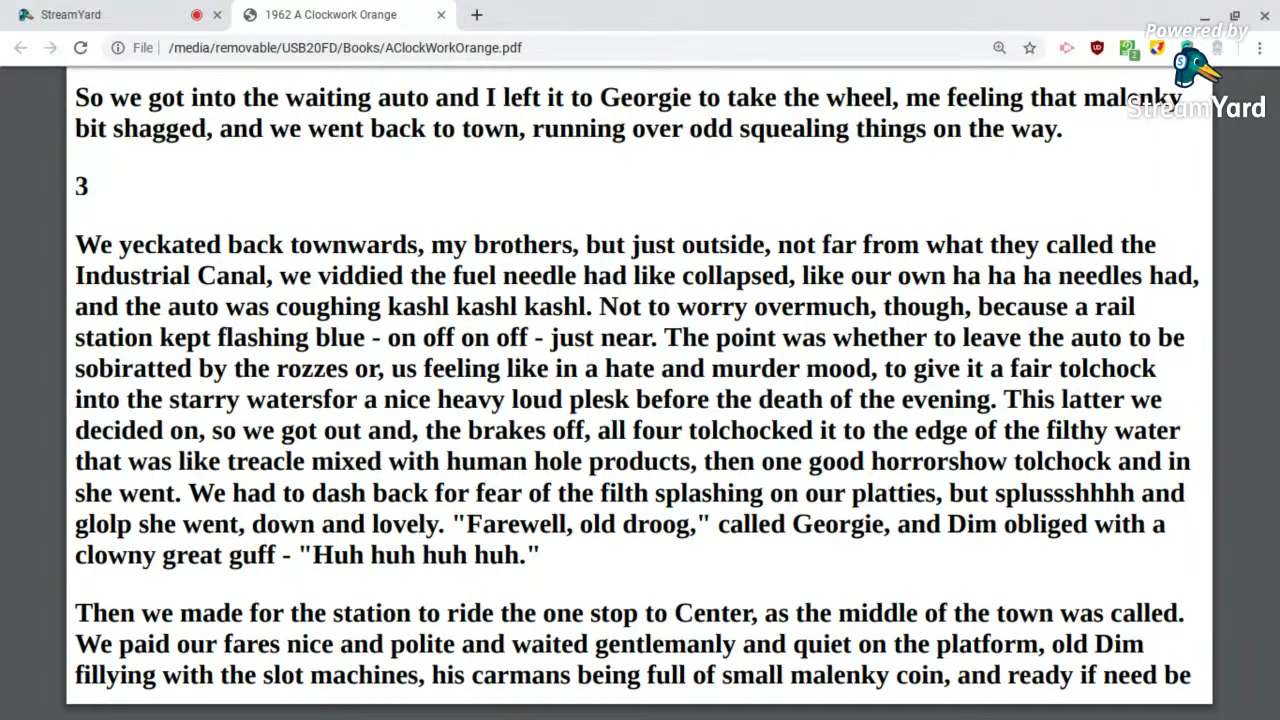 StreamYard
1962 A Clockwork Orange
File
/media/removable/USB20FD/Books/AClockWorkOrange.pdf
2
Powered by
S
StreamYard
So we got into the waiting auto and I left it to Georgie to take the wheel, me feeling that malenky
bit shagged, and we went back to town, running over odd squealing things on the way.
3
We yeckated back townwards, my brothers, but just outside, not far from what they called the
Industrial Canal, we viddied the fuel needle had like collapsed, like our own ha ha ha needles had,
and the auto was coughing kashl kashl kashl. Not to worry overmuch, though, because a rail
station kept flashing blue - on off on off - just near. The point was whether to leave the auto to be
sobiratted by the rozzes or, us feeling like in a hate and murder mood, to give it a fair tolchock
into the starry watersfor a nice heavy loud plesk before the death of the evening. This latter we
decided on, so we got out and, the brakes off, all four tolchocked it to the edge of the filthy water
that was like treacle mixed with human hole products, then one good horrorshow tolchock and in
she went. We had to dash back for fear of the filth splashing on our platties, but splussshhhh and
glolp she went, down and lovely. "Farewell, old droog," called Georgie, and Dim obliged with a
clowny great guff - "Huh huh huh huh."
Then we made for the station to ride the one stop to Center, as the middle of the town was called.
We paid our fares nice and polite and waited gentlemanly and quiet on the platform, old Dim
fillying with the slot machines, his carmans being full of small malenky coin, and ready if need be